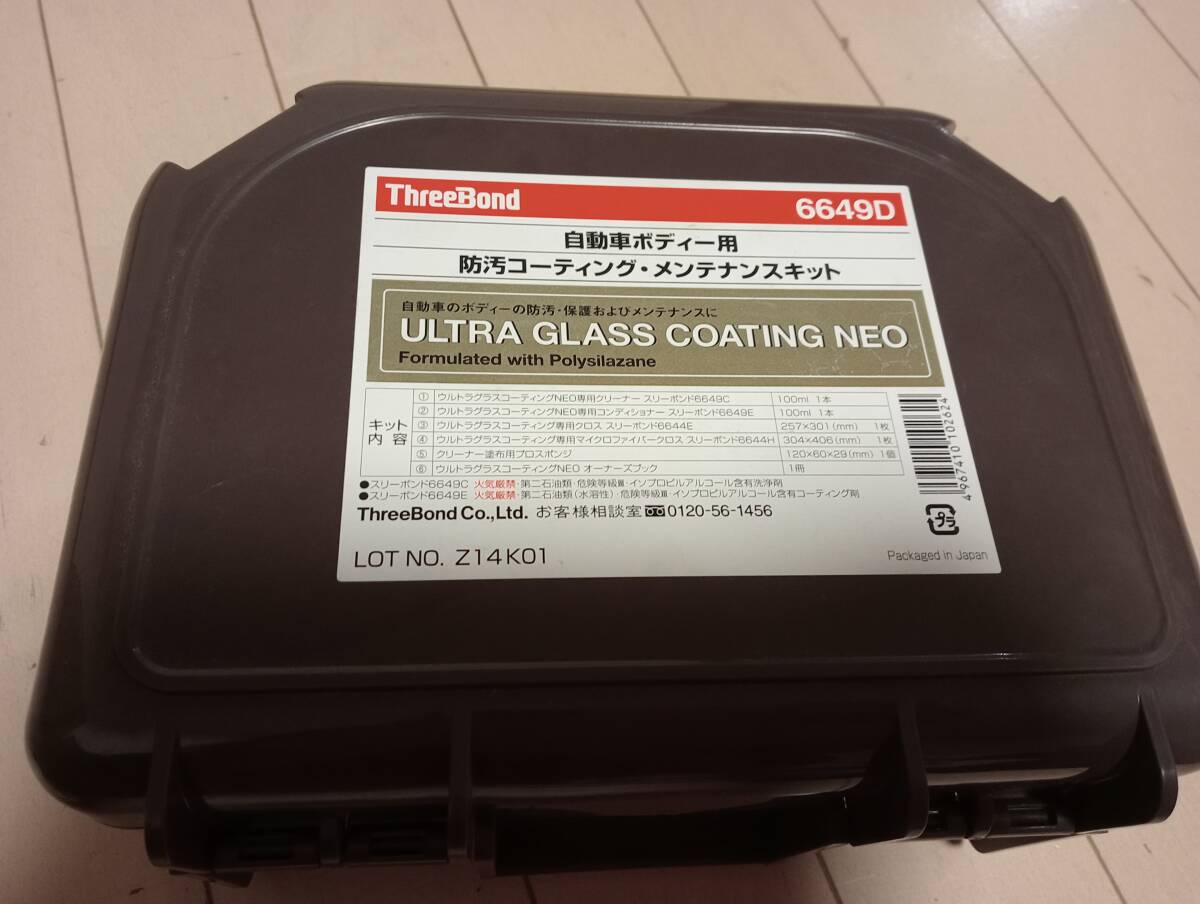 ThreeBond 6649D
自動車ボディー用
防汚コーティング・メンテナンスキット
自動車のボディーの防汚・保護およびメンテナンスに
ULTRA GLASS COATING NEO
Formulated with Polysilazane
キット内容
① ウルトラグラスコーティングNEO専用クリーナー スリーボンド6649C 100ml 1本
② ウルトラグラスコーティングNEO専用コンディショナー スリーボンド6649E 100ml 1本
③ ウルトラグラスコーティング専用クロス スリーボンド6644E 257×301(mm) 1枚
④ ウルトラグラスコーティング専用マイクロファイバークロス スリーボンド6644H 304×406(mm) 1枚
⑤ クリーナー塗布用プロスポンジ 120×60×29(mm) 1個
⑥ ウルトラグラスコーティングNEO オーナーズブック 1冊
●スリーボンド6649C 火気厳禁・第二石油類・危険等級Ⅲ・イソプロピルアルコール含有洗浄剤
●スリーボンド6649E 火気厳禁・第二石油類(水溶性)・危険等級Ⅲ・イソプロピルアルコール含有コーティング剤
ThreeBond Co.,Ltd. お客様相談室 0120-56-1456
4 967410 102624
プラ
LOT NO. Z14K01
Packaged in Japan